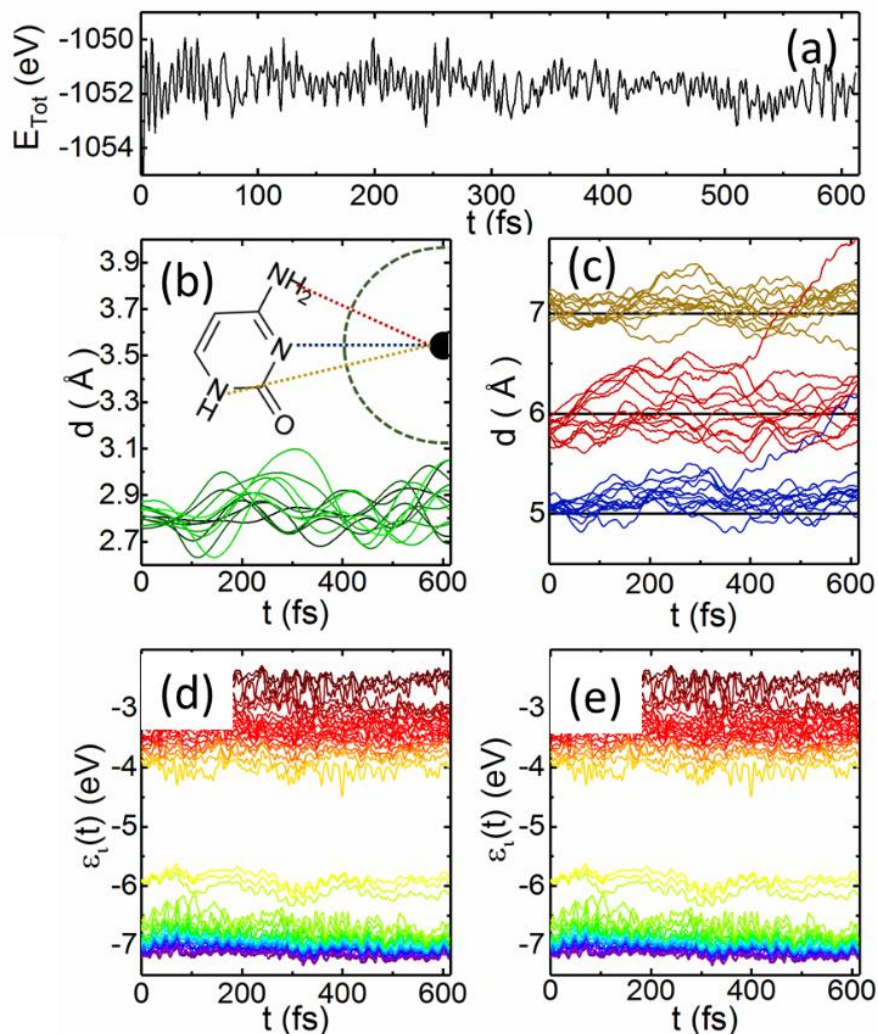 (a)
E_Tot (eV)
-1050
-1052
-1054
0 100 200 300 400 500 600
t (fs)
(b)
d ( Å )
3.9
3.7
3.5
3.3
3.1
2.9
2.7
NH₂
N
N
H
O
0 200 400 600
t (fs)
(c)
d ( Å )
7
6
5
0 200 400 600
t (fs)
(d)
ε_ι(t) (eV)
-3
-4
-5
-6
-7
0 200 400 600
t (fs)
(e)
ε_ι(t) (eV)
-3
-4
-5
-6
-7
0 200 400 600
t (fs)